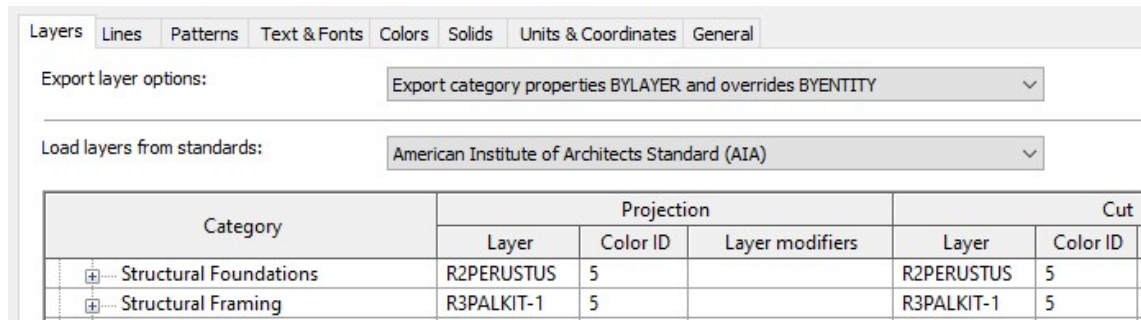 Layers Lines Patterns Text & Fonts Colors Solids Units & Coordinates General
Export layer options: Export category properties BYLAYER and overrides BYENTITY
Load layers from standards: American Institute of Architects Standard (AIA)
Category Projection Cut
Layer Color ID Layer modifiers Layer Color ID
Structural Foundations R2PERUSTUS 5 R2PERUSTUS 5
Structural Framing R3PALKIT-1 5 R3PALKIT-1 5